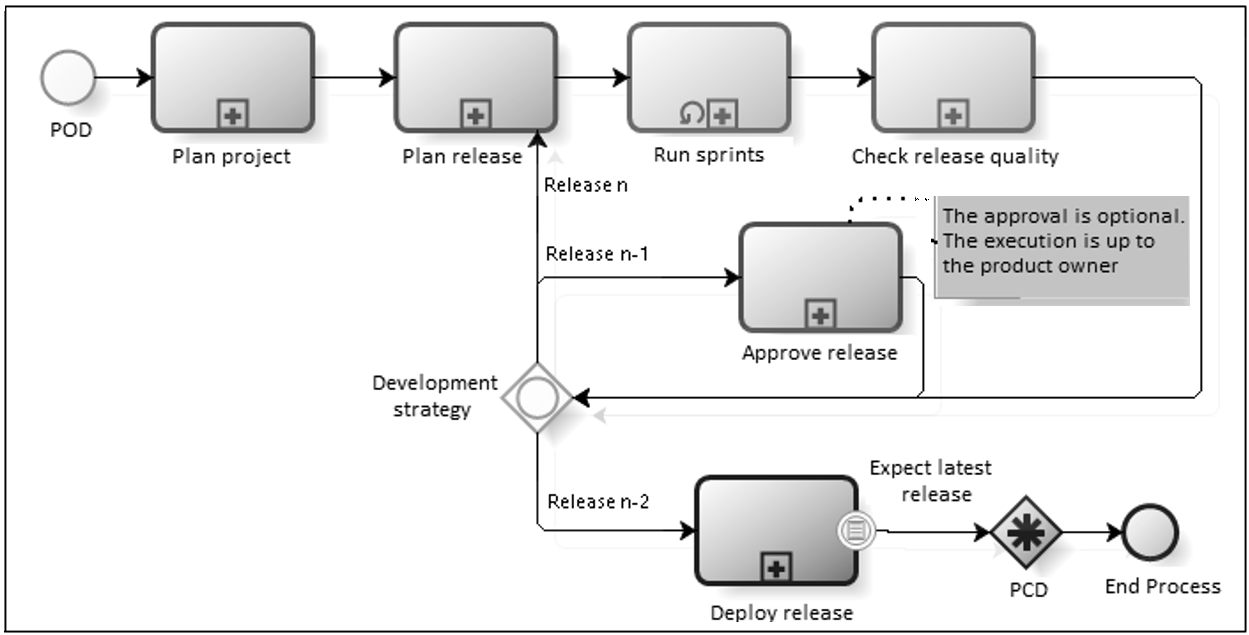 POD
Plan project
Plan release
Run sprints
Check release quality
Release n
The approval is optional.
The execution is up to
the product owner
Release n-1
Approve release
Development
strategy
Release n-2
Expect latest
release
Deploy release
PCD
End Process